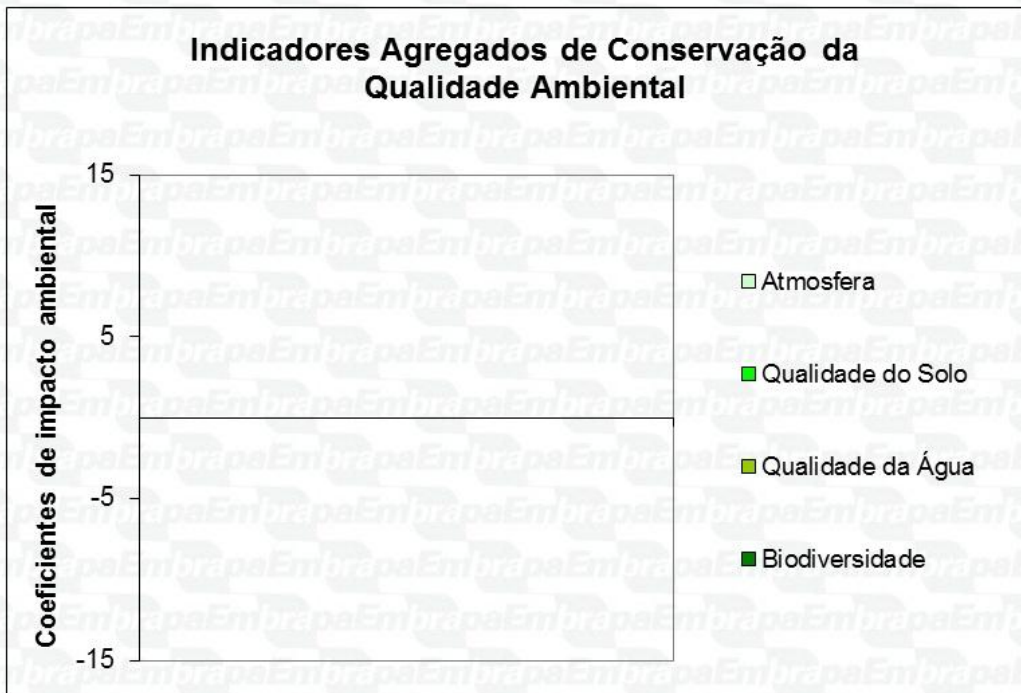 Indicadores Agregados de Conservação da
Qualidade Ambiental
Coeficientes de impacto ambiental
15
5
-5
-15
Atmosfera
Qualidade do Solo
Qualidade da Água
Biodiversidade
Embrapa